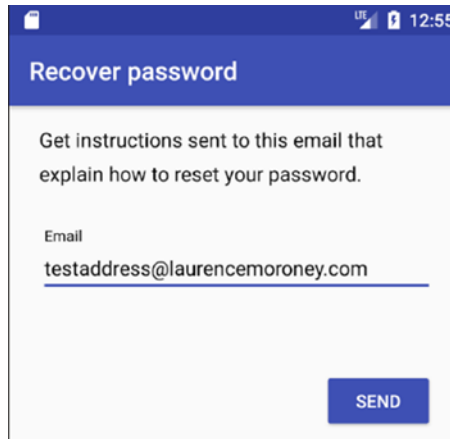 LTE 12:55
Recover password
Get instructions sent to this email that
explain how to reset your password.
Email
testaddress@laurencemoroney.com
SEND